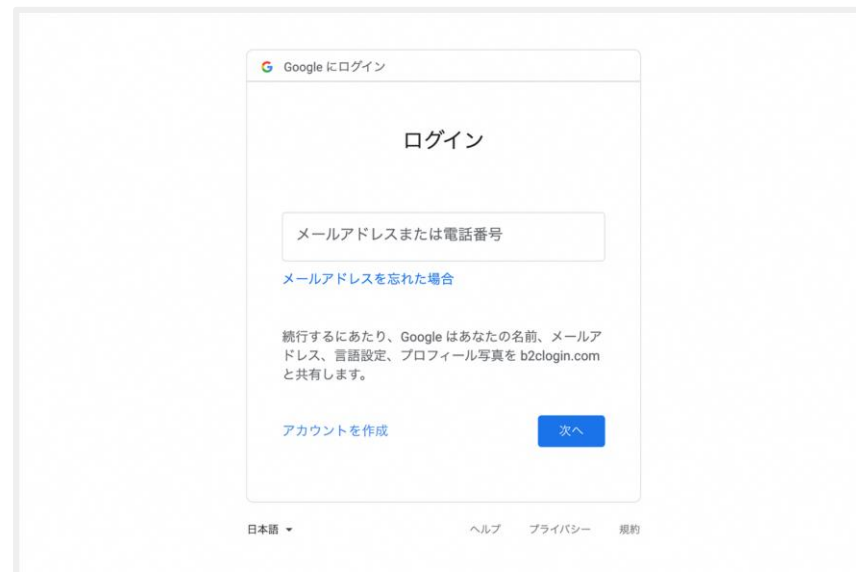 Google にログイン
ログイン
メールアドレスまたは電話番号
メールアドレスを忘れた場合
続行するにあたり、Google はあなたの名前、メールア
ドレス、言語設定、プロフィール写真を b2clogin.com
と共有します。
アカウントを作成
次へ
日本語
ヘルプ プライバシー 規約